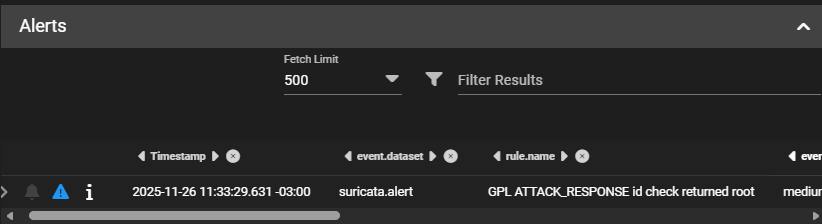 Alerts
Fetch Limit
500
Filter Results
Timestamp event.dataset rule.name even
2025-11-26 11:33:29.631 -03:00 suricata.alert GPL ATTACK_RESPONSE id check returned root medium